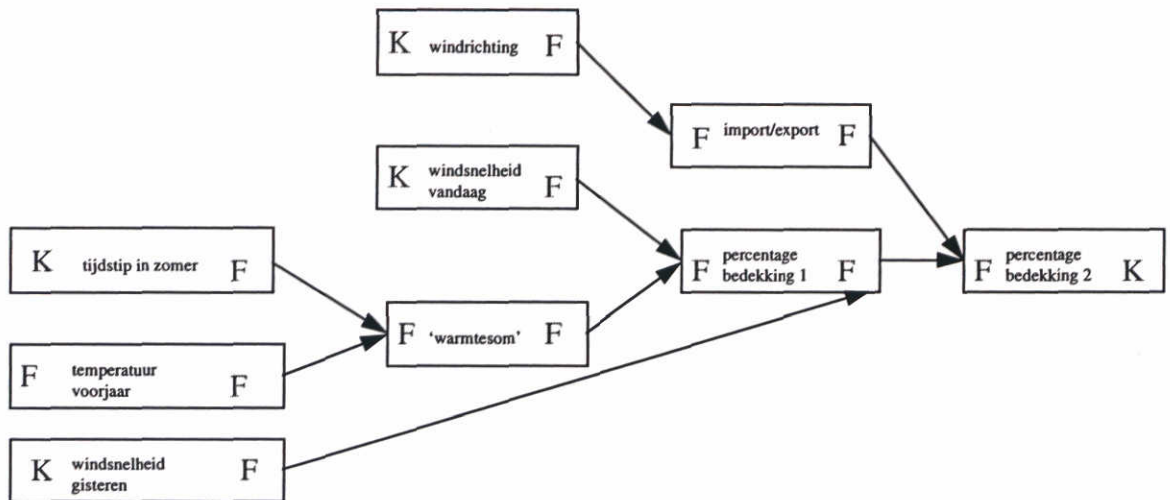 K windrichting F
F import/export F
K windsnelheid
vandaag F
K tijdstip in zomer F
F percentage
bedekking 1 F
F percentage
bedekking 2 K
F 'warmtesom' F
F temperatuur
voorjaar F
K windsnelheid
gisteren F